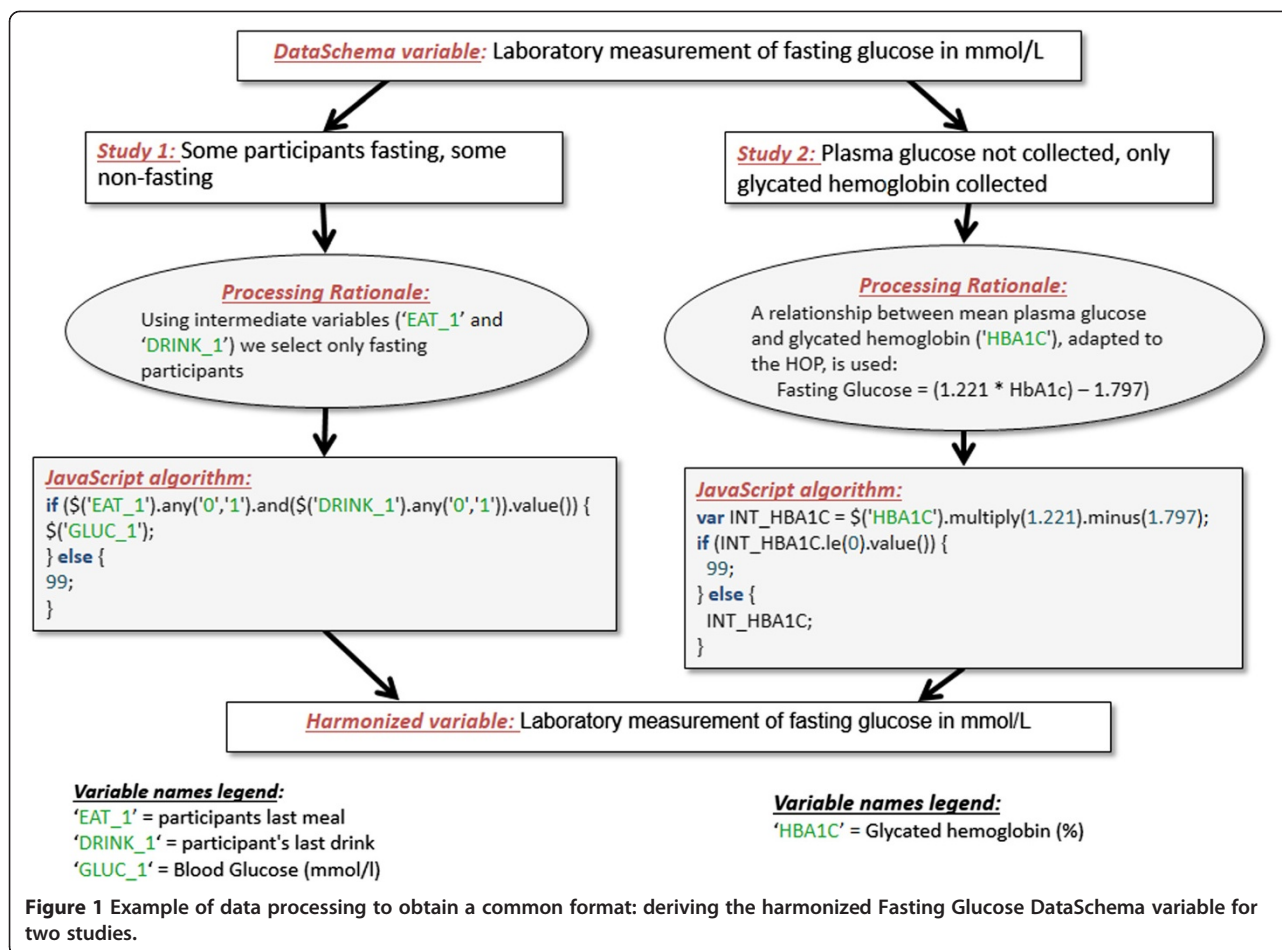 DataSchema variable: Laboratory measurement of fasting glucose in mmol/L
Study 1: Some participants fasting, some
non-fasting
Processing Rationale:
Using intermediate variables ('EAT_1' and
'DRINK_1') we select only fasting
participants
JavaScript algorithm:
if ($('EAT_1').any('0','1').and($('DRINK_1').any('0','1')).value()) {
$('GLUC_1');
} else {
99;
}
Study 2: Plasma glucose not collected, only
glycated hemoglobin collected
Processing Rationale:
A relationship between mean plasma glucose
and glycated hemoglobin ('HBA1C'), adapted to
the HOP, is used:
Fasting Glucose = (1.221 * HbA1c) – 1.797)
JavaScript algorithm:
var INT_HBA1C = $('HBA1C').multiply(1.221).minus(1.797);
if (INT_HBA1C.le(0).value()) {
99;
} else {
INT_HBA1C;
}
Harmonized variable: Laboratory measurement of fasting glucose in mmol/L
Variable names legend:
‘EAT_1’ = participants last meal
‘DRINK_1‘ = participant's last drink
‘GLUC_1‘ = Blood Glucose (mmol/l)
Variable names legend:
‘HBA1C’ = Glycated hemoglobin (%)
Figure 1 Example of data processing to obtain a common format: deriving the harmonized Fasting Glucose DataSchema variable for
two studies.